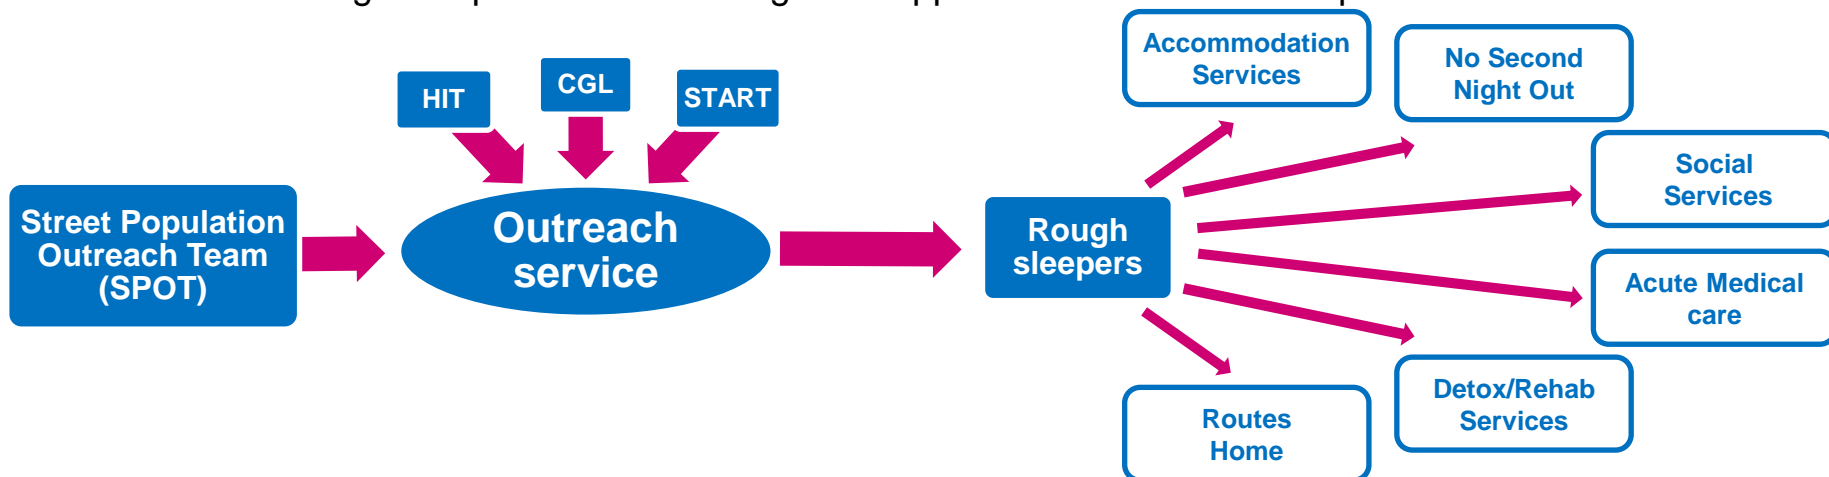 HIT
CGL
START
Street Population
Outreach Team
(SPOT)
Outreach
service
Rough
sleepers
Accommodation
Services
No Second
Night Out
Social
Services
Acute Medical
care
Detox/Rehab
Services
Routes
Home